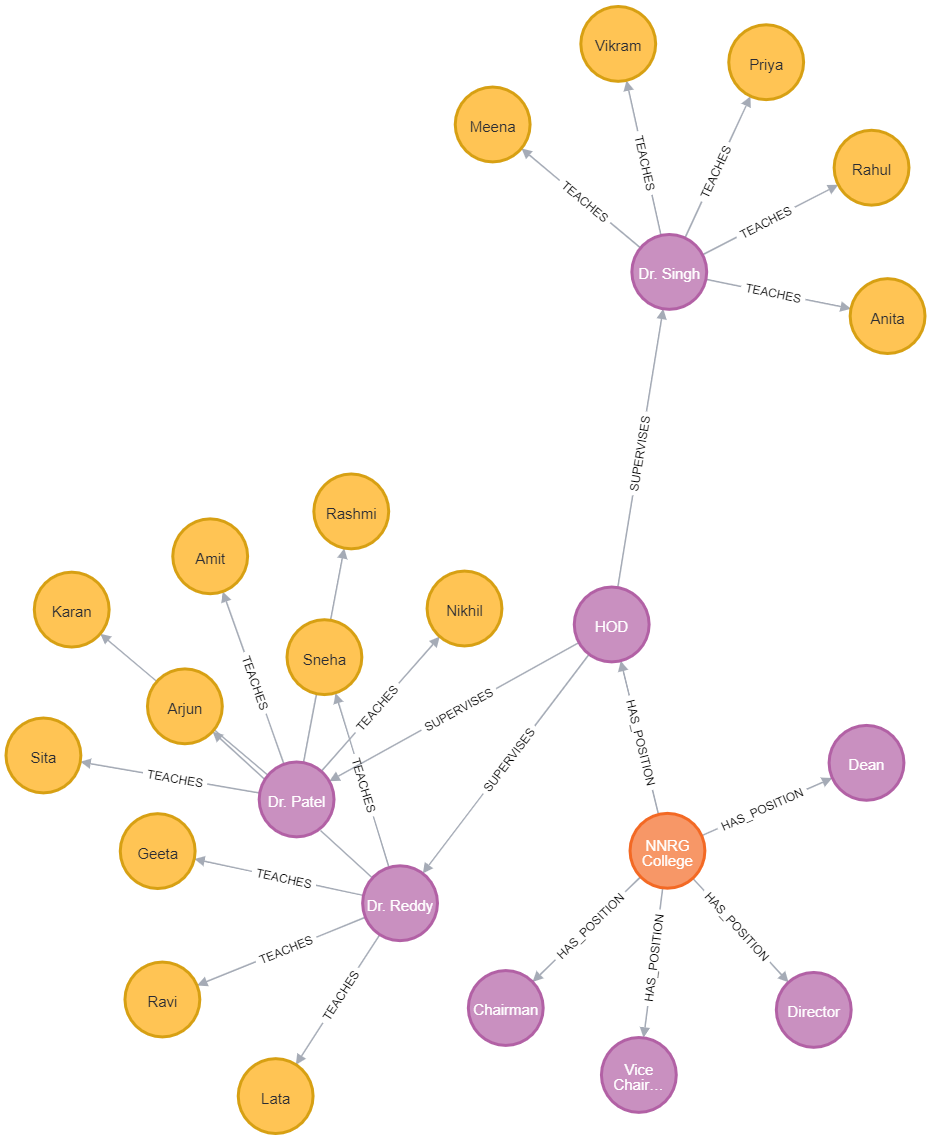 Vikram
Priya
Meena
TEACHES
TEACHES
Rahul
TEACHES
TEACHES
Dr. Singh
TEACHES
Anita
SUPERVISES
Rashmi
Amit
Karan
Nikhil
HOD
Sneha
TEACHES
Arjun
TEACHES
SUPERVISES
HAS_POSITION
Sita
TEACHES
SUPERVISES
Dean
TEACHES
Dr. Patel
HAS_POSITION
Geeta
NNRG
College
TEACHES
Dr. Reddy
HAS_POSITION
HAS_POSITION
TEACHES
HAS_POSITION
Ravi
TEACHES
Chairman
Director
Vice
Chair...
Lata